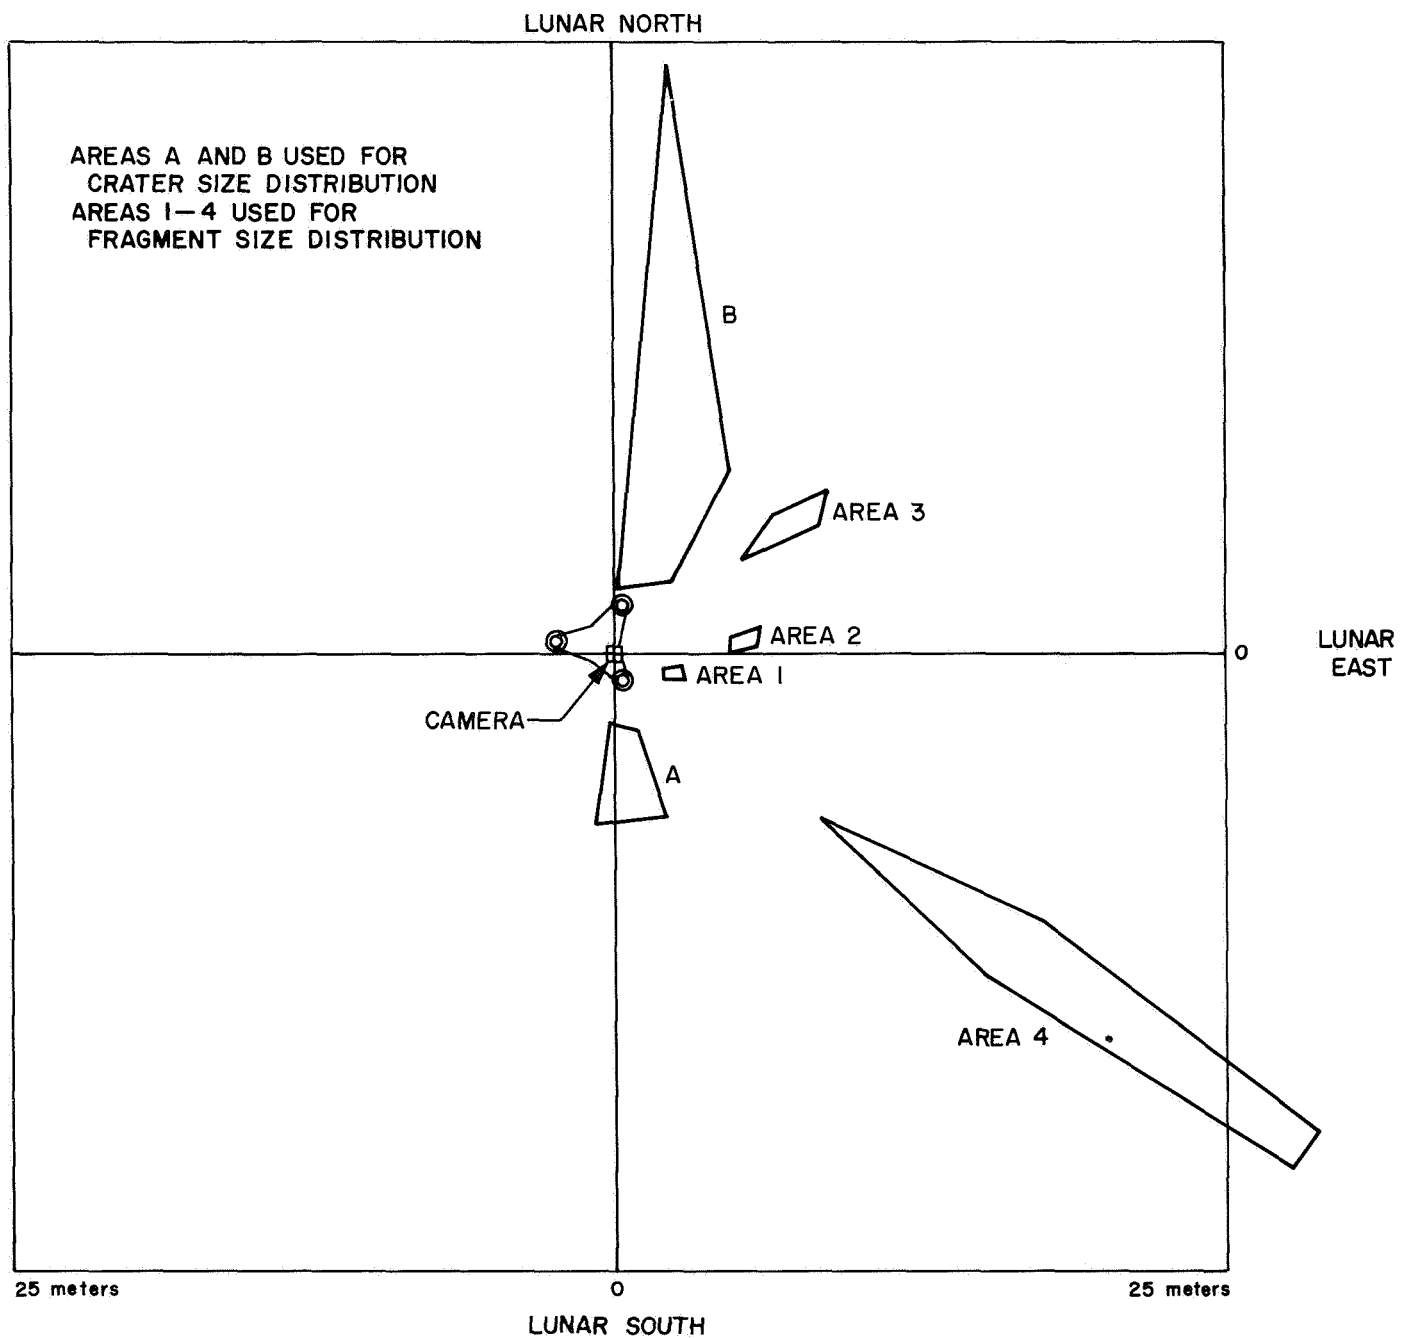 LUNAR NORTH
AREAS A AND B USED FOR
CRATER SIZE DISTRIBUTION
AREAS 1-4 USED FOR
FRAGMENT SIZE DISTRIBUTION
B
AREA 3
AREA 2
0
LUNAR
EAST
AREA 1
CAMERA
A
AREA 4
25 meters
0
25 meters
LUNAR SOUTH